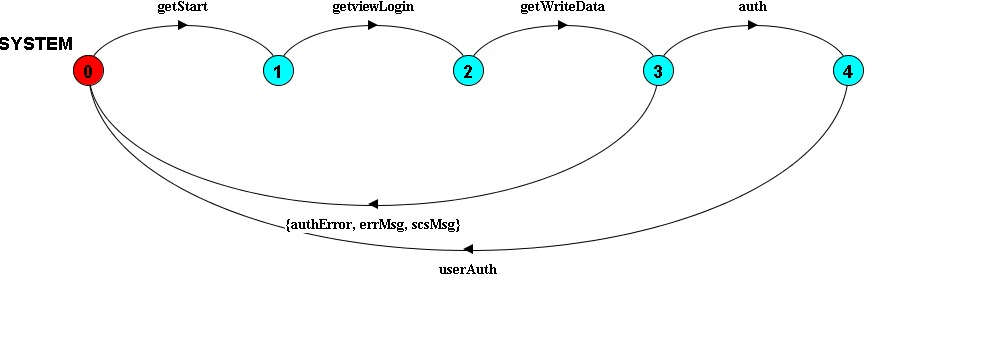 getStart
getviewLogin
getWriteData
auth
SYSTEM
0
1
2
3
4
{authError, errMsg, scsMsg}
userAuth